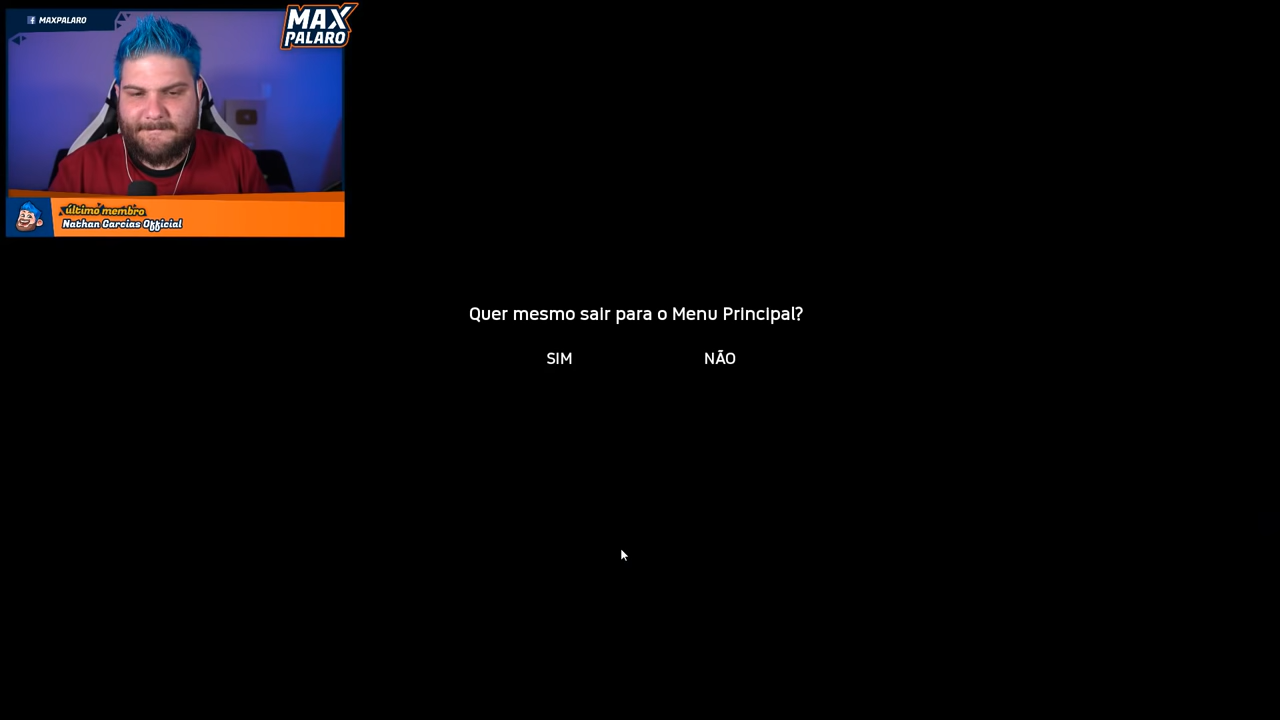 MAXPALARO
MAX
PALARO
último membro
Nathan Garcias Official
Quer mesmo sair para o Menu Principal?
SIM
NÃO